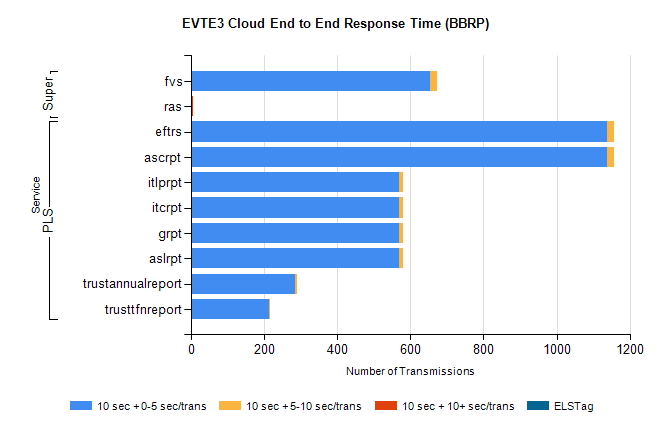 EVTE3 Cloud End to End Response Time (BBRP)
Super
fvs
ras
Service
PLS
eftrs
ascrpt
itlprpt
itcrpt
grpt
aslrpt
trustannualreport
trusttfnreport
0 200 400 600 800 1000 1200
Number of Transmissions
10 sec +0-5 sec/trans 10 sec +5-10 sec/trans 10 sec + 10+ sec/trans ELSTag